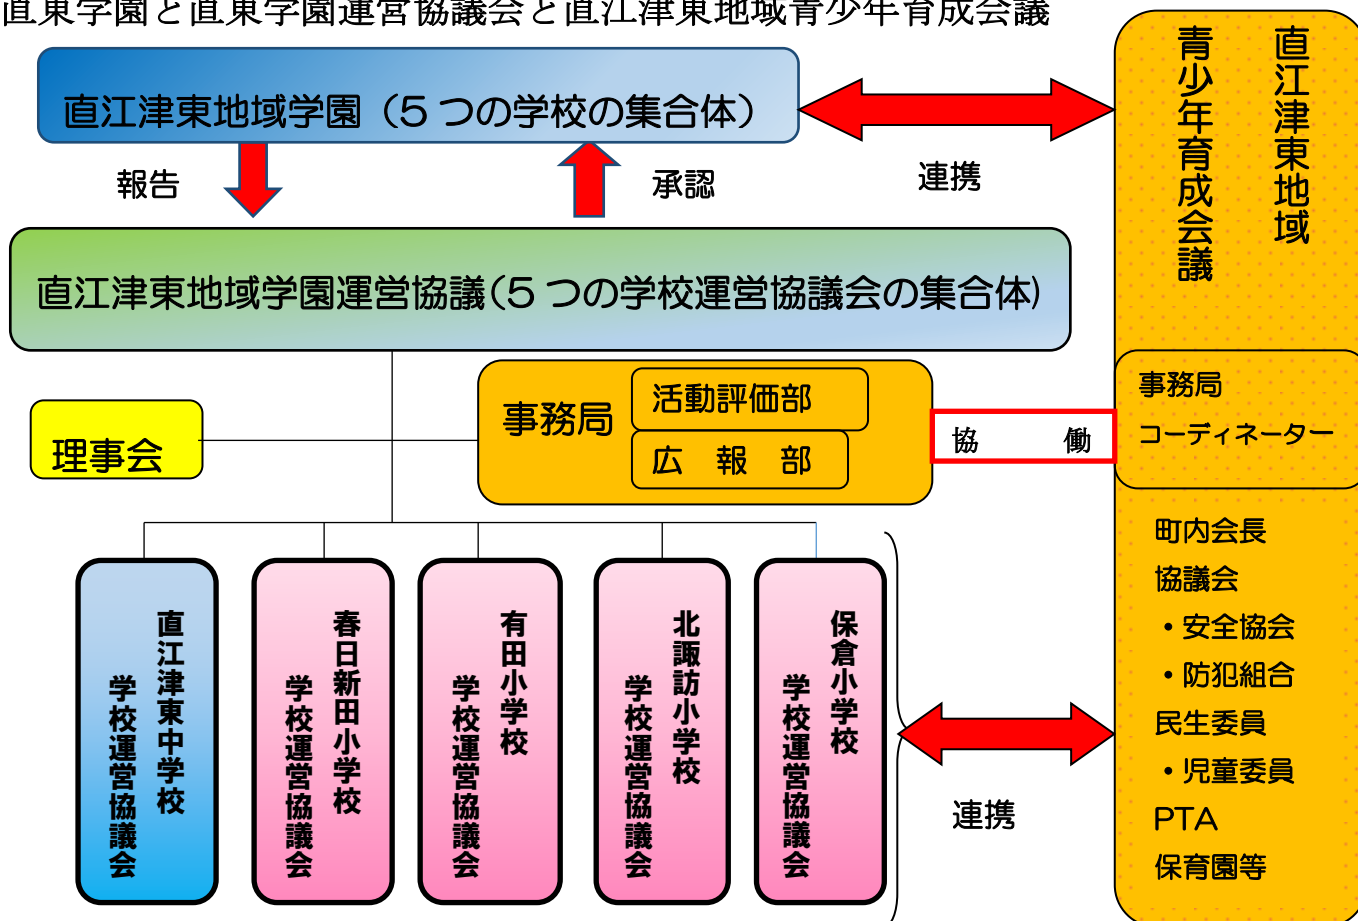 直東学園と直東学園運営協議会と直江津東地域青少年育成会議
直江津東地域学園（5つの学校の集合体）
報告
承認
連携
直江津東地域
青少年育成会議
直江津東地域学園運営協議(5つの学校運営協議会の集合体)
理事会
事務局
活動評価部
広　報　部
協　　働
事務局
コーディネーター
町内会長
協議会
・安全協会
・防犯組合
民生委員
・児童委員
PTA
保育園等
直江津東中学校
学校運営協議会
春日新田小学校
学校運営協議会
有田小学校
学校運営協議会
北諏訪小学校
学校運営協議会
保倉小学校
学校運営協議会
連携